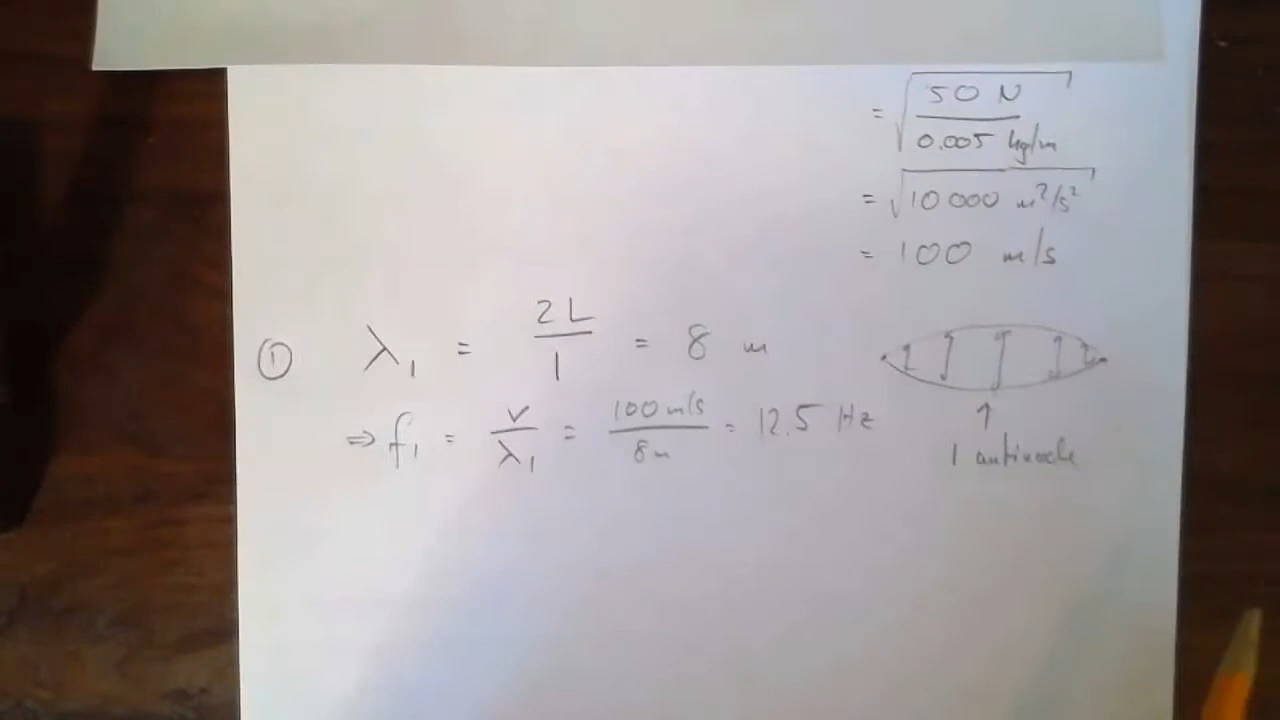 = √(50 N / 0.005 kg/m)
= √(10 000 m²/s²)
= 100 m/s
① λ₁ = 2L / 1 = 8 m
⇒ f₁ = v / λ₁ = 100 m/s / 8m = 12.5 Hz
↑
1 antinode